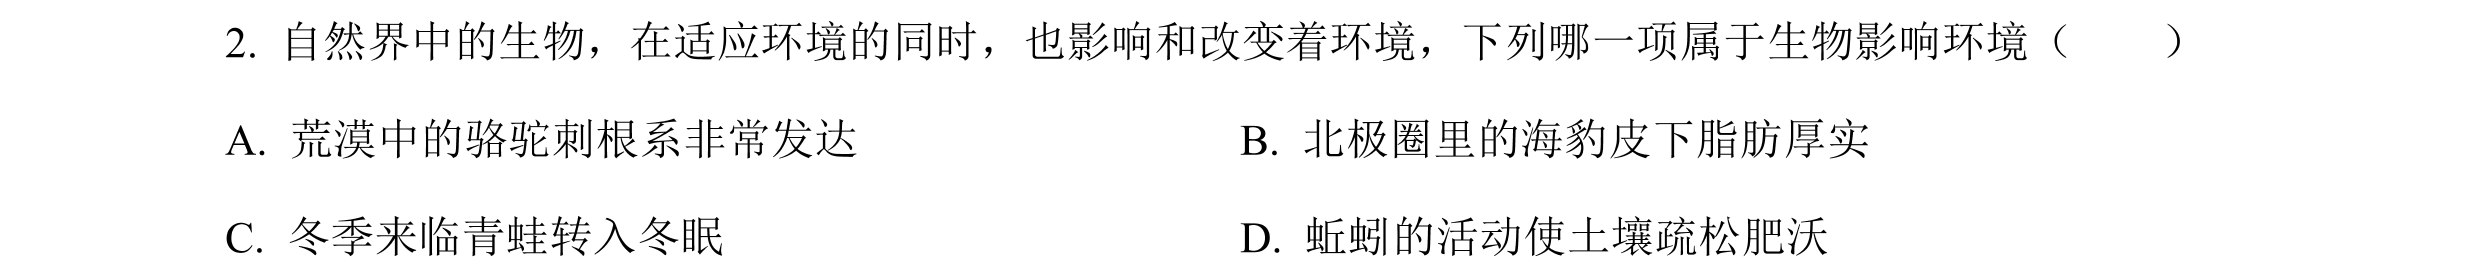 2. 自然界中的生物，在适应环境的同时，也影响和改变着环境，下列哪一项属于生物影响环境（　　）
A. 荒漠中的骆驼刺根系非常发达 B. 北极圈里的海豹皮下脂肪厚实
C. 冬季来临青蛙转入冬眠 D. 蚯蚓的活动使土壤疏松肥沃